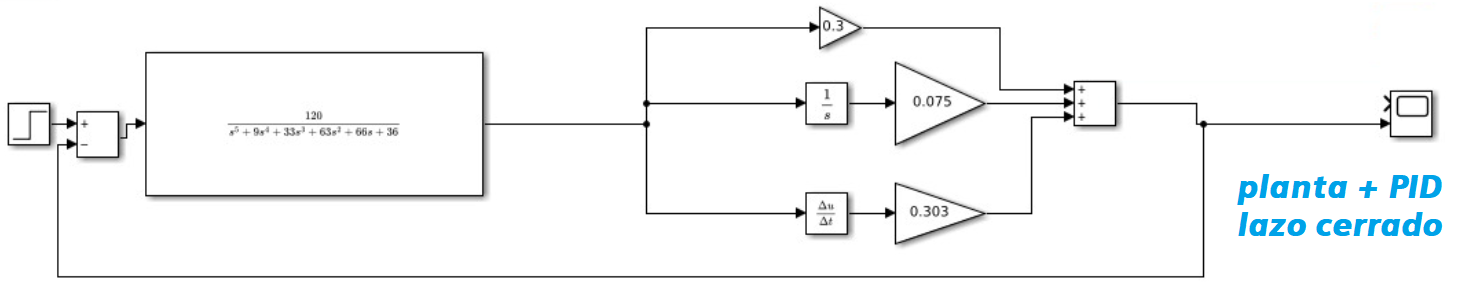 0.3
+
−
120
s⁵ + 9s⁴ + 33s³ + 63s² + 66s + 36
1
s
0.075
+
+
+
Δu
Δt
0.303
planta + PID
lazo cerrado